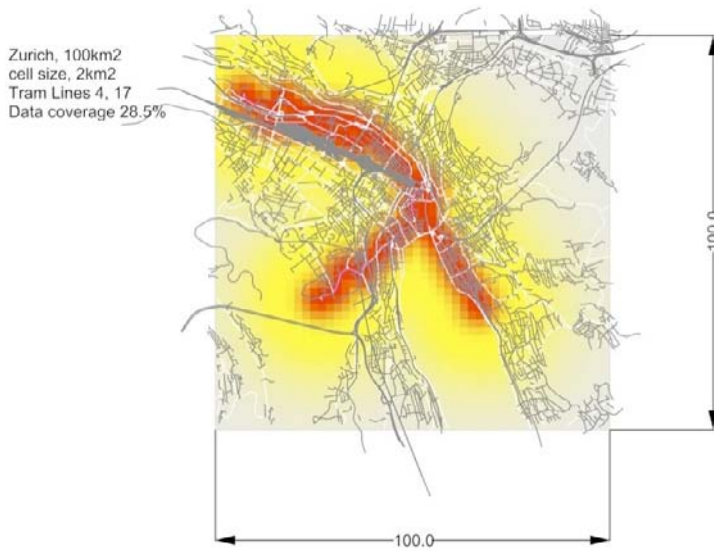 Zurich, 100km2
cell size, 2km2
Tram Lines 4, 17
Data coverage 28.5%
100.0
100.0